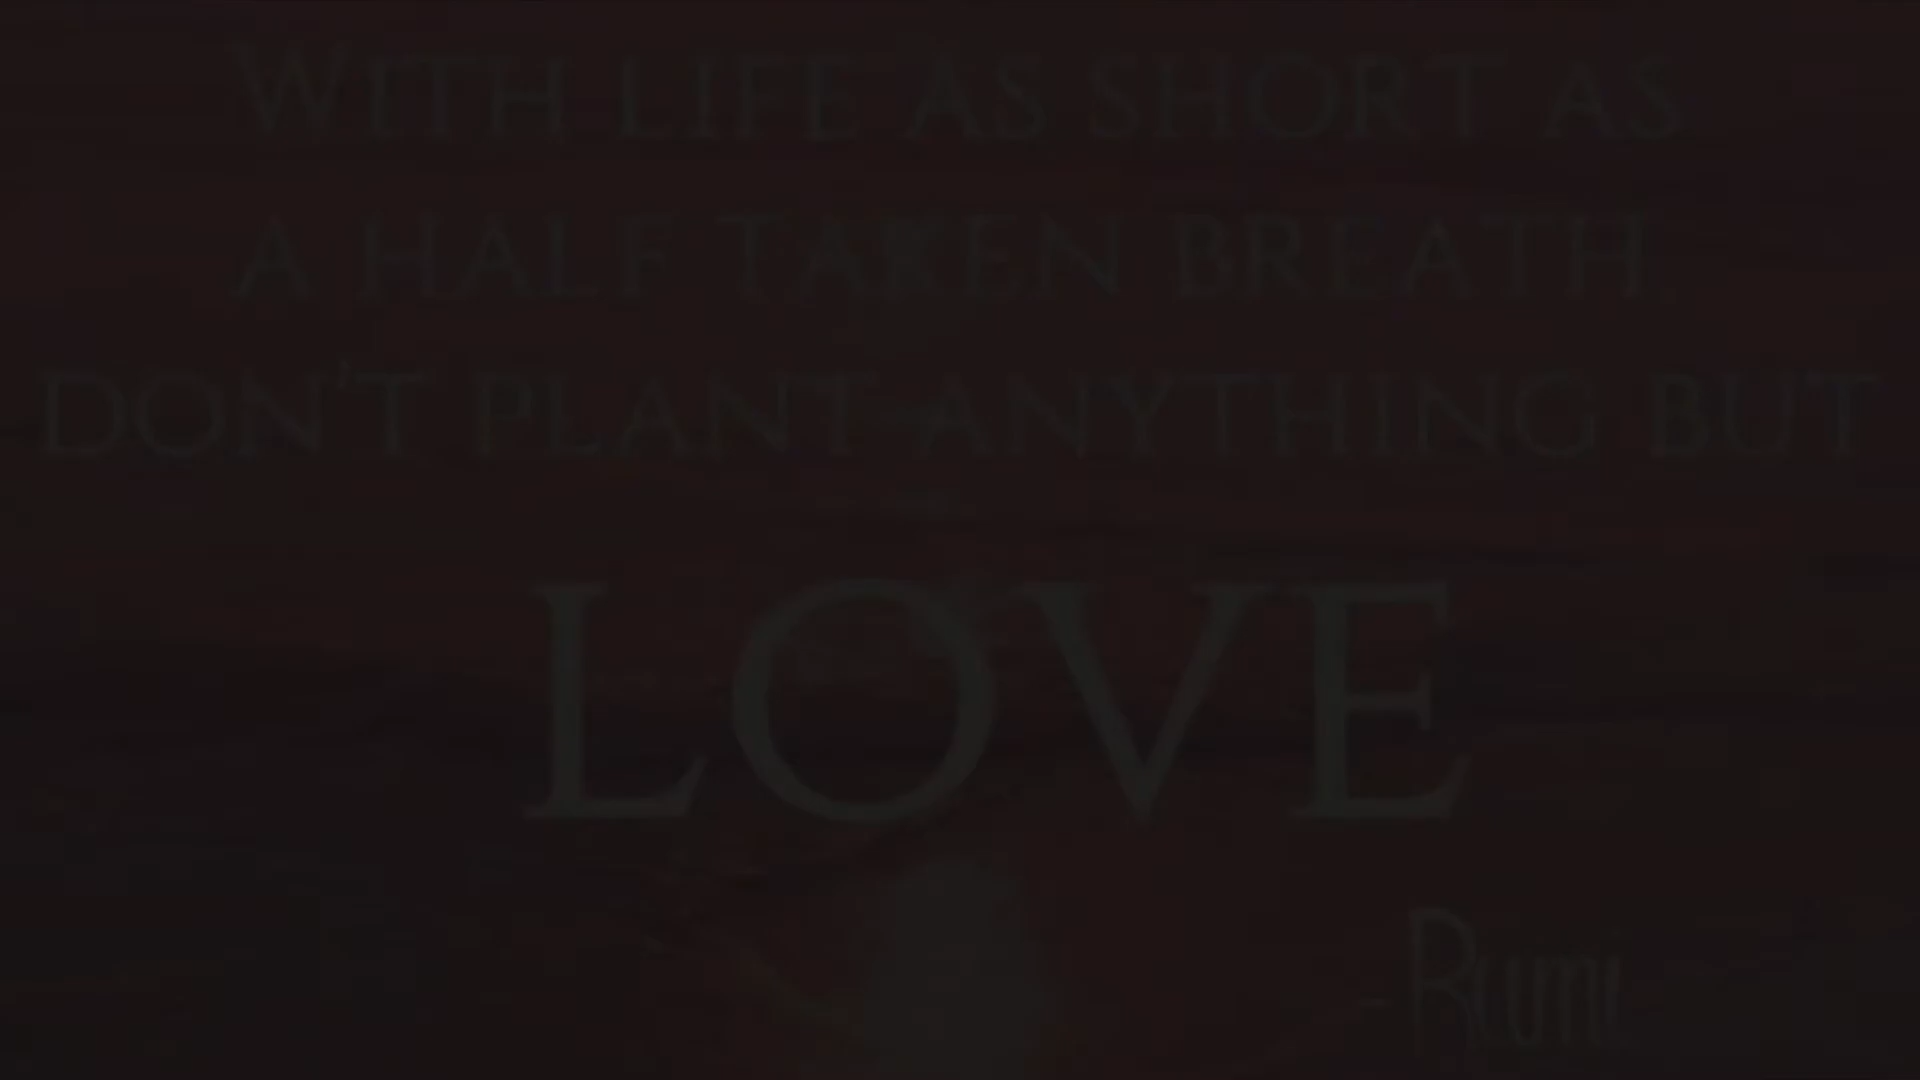 WITH LIFE AS SHORT AS
A HALF TAKEN BREATH,
DON'T PLANT ANYTHING BUT
LOVE
- Rumi